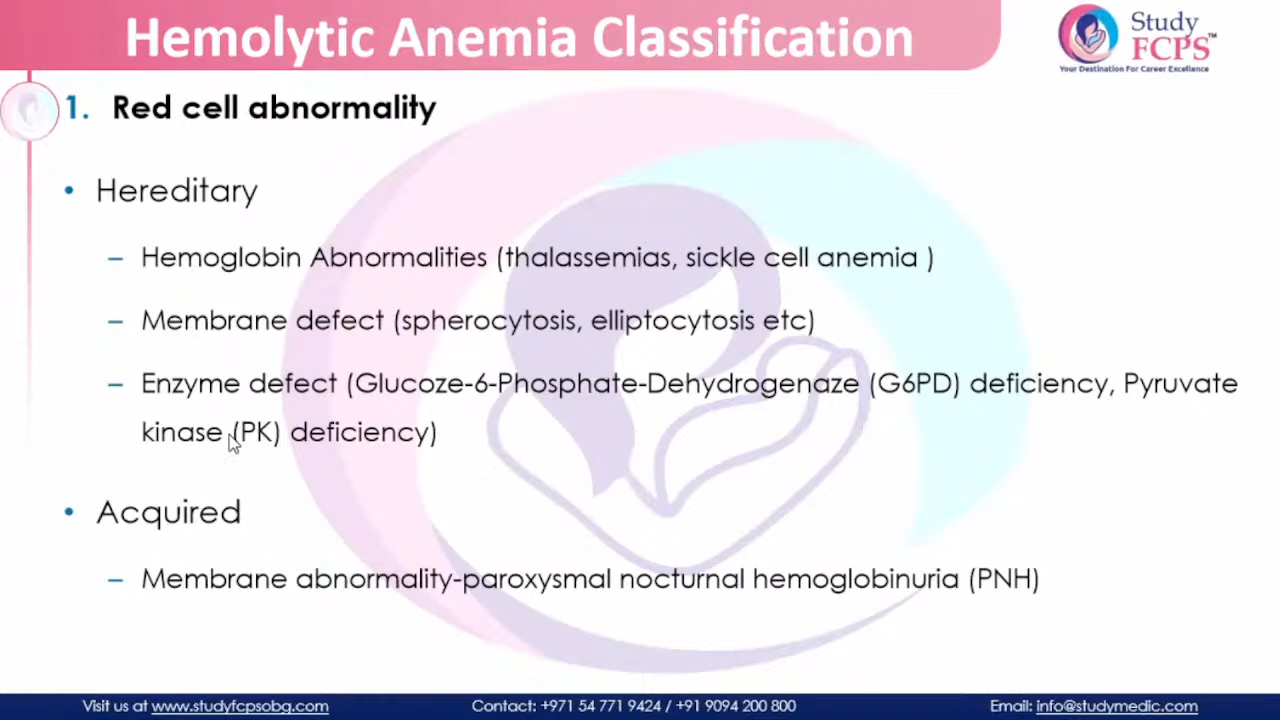 Hemolytic Anemia Classification
Study
FCPS™
Your Destination For Career Excellence
1. Red cell abnormality
• Hereditary
– Hemoglobin Abnormalities (thalassemias, sickle cell anemia )
– Membrane defect (spherocytosis, elliptocytosis etc)
– Enzyme defect (Glucoze-6-Phosphate-Dehydrogenaze (G6PD) deficiency, Pyruvate
kinase (PK) deficiency)
• Acquired
– Membrane abnormality-paroxysmal nocturnal hemoglobinuria (PNH)
Visit us at www.studyfcpsobg.com Contact: +971 54 771 9424 / +91 9094 200 800 Email: info@studymedic.com